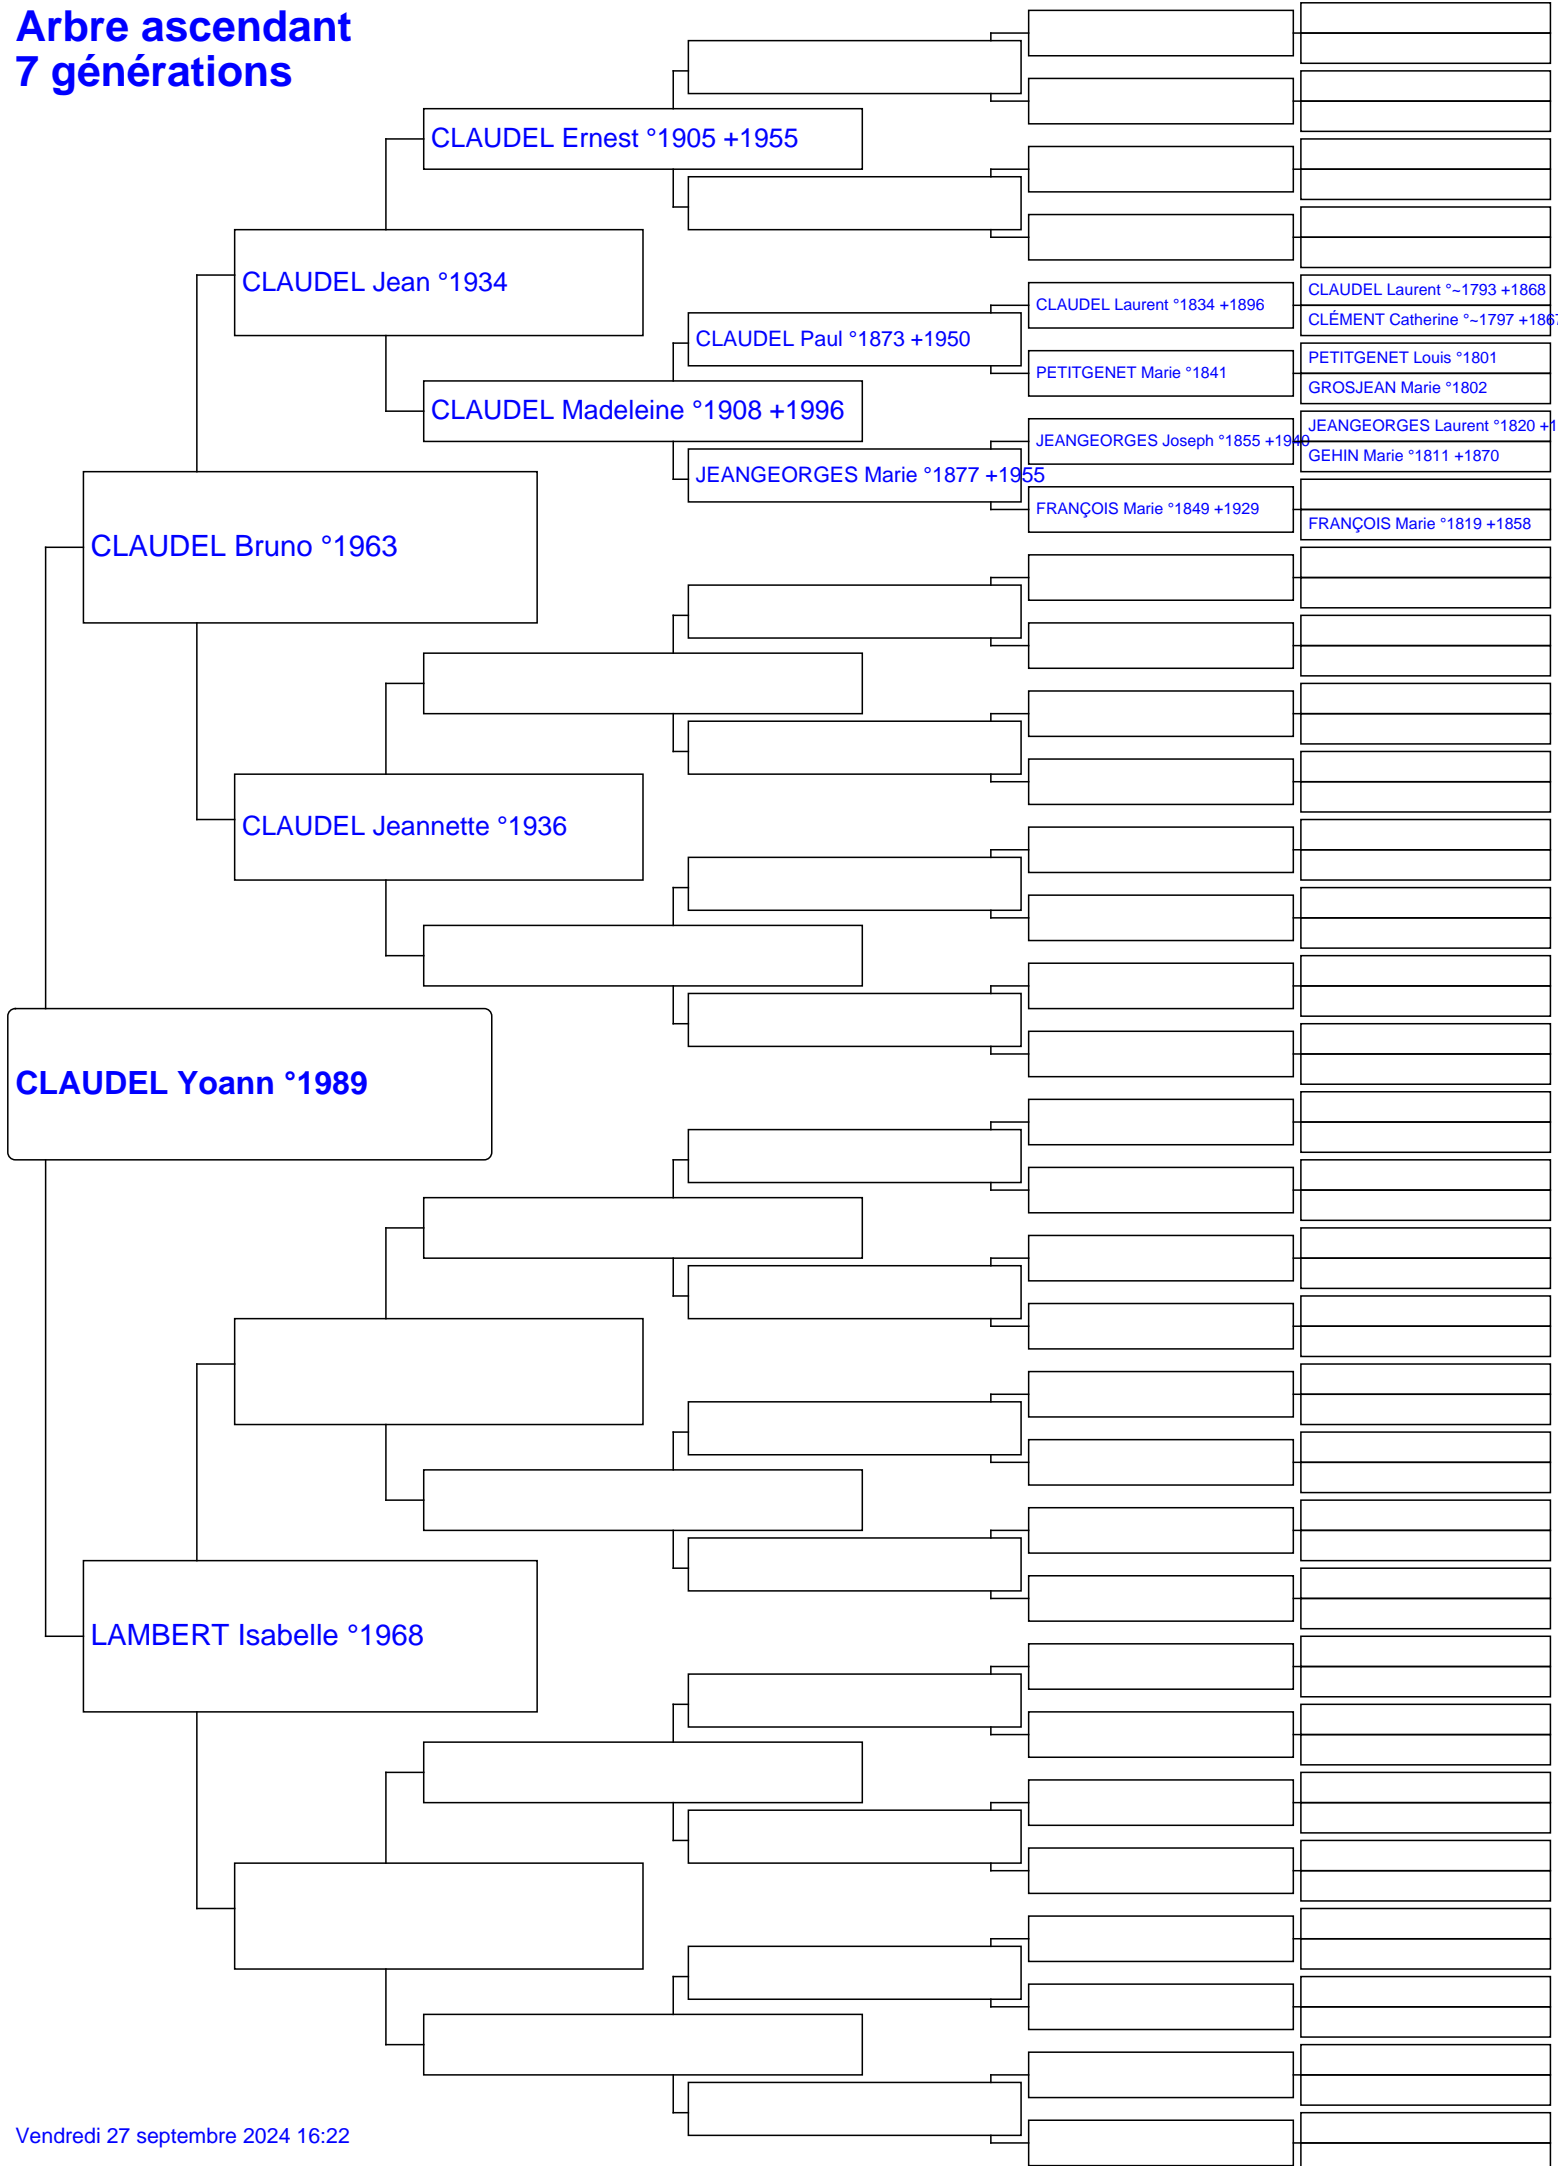 Arbre ascendant
7 générations
CLAUDEL Ernest °1905 +1955
CLAUDEL Jean °1934
CLAUDEL Laurent °~1793 +1868
CLAUDEL Laurent °1834 +1896
CLÉMENT Catherine °~1797 +1867
CLAUDEL Paul °1873 +1950
PETITGENET Louis °1801
PETITGENET Marie °1841
GROSJEAN Marie °1802
CLAUDEL Madeleine °1908 +1996
JEANGEORGES Laurent °1820 +1
JEANGEORGES Joseph °1855 +1940
GEHIN Marie °1811 +1870
JEANGEORGES Marie °1877 +1955
FRANÇOIS Marie °1849 +1929
FRANÇOIS Marie °1819 +1858
CLAUDEL Bruno °1963
CLAUDEL Jeannette °1936
CLAUDEL Yoann °1989
LAMBERT Isabelle °1968
Vendredi 27 septembre 2024 16:22